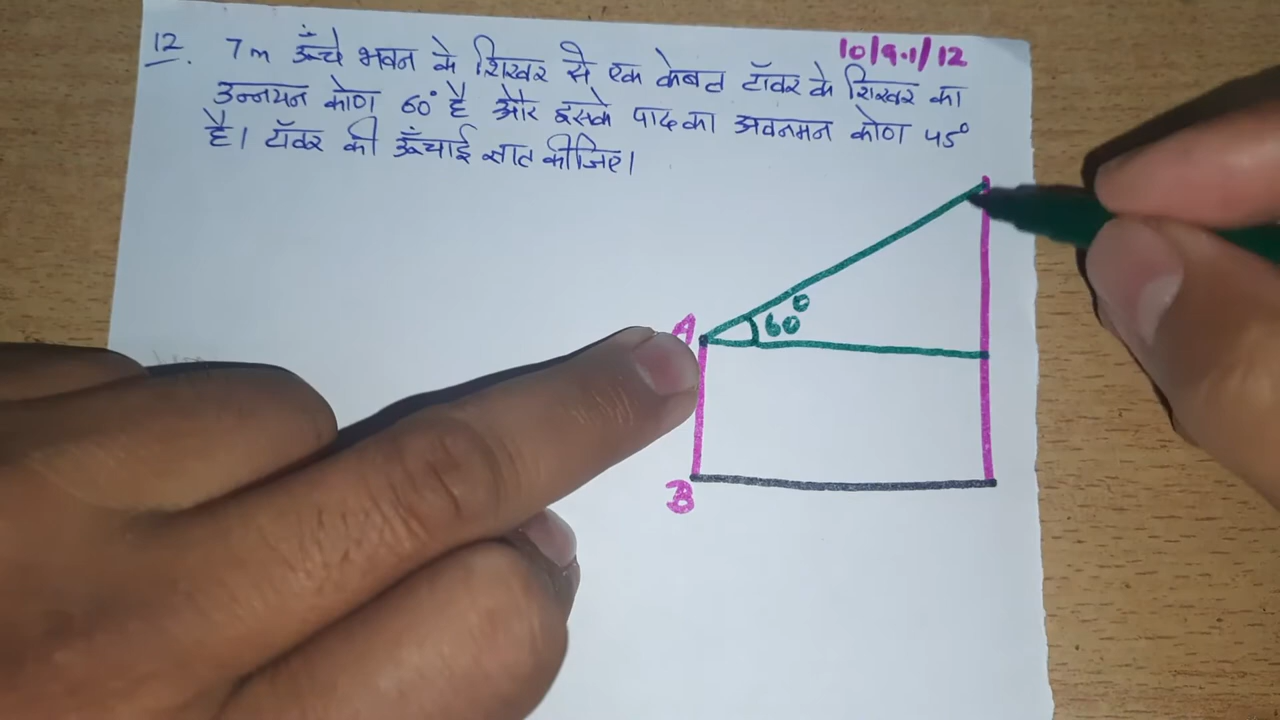 10/9.1/12
12. 7m ऊँचे भवन के शिखर से एक केबल टॉवर के शिखर का
उन्नयन कोण 60° है और इसके पाद का अवनमन कोण 45°
है। टॉवर की ऊँचाई ज्ञात कीजिए।
A
60°
B